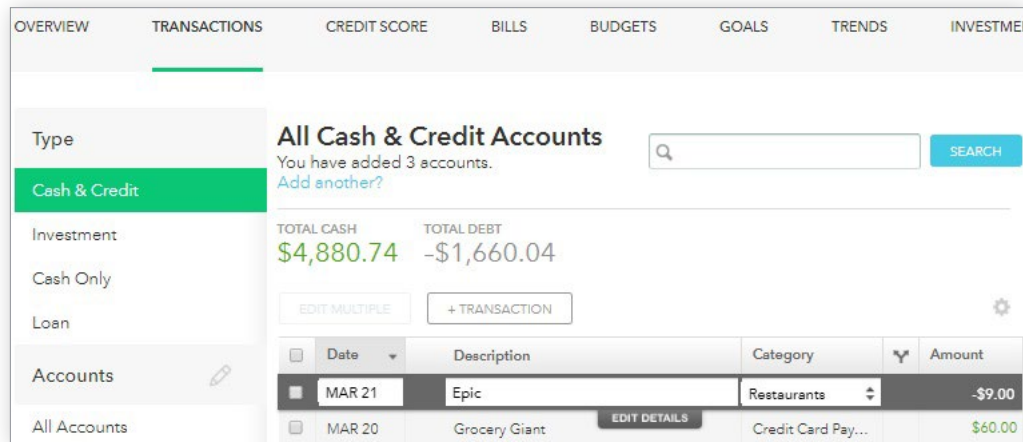 OVERVIEW TRANSACTIONS CREDIT SCORE BILLS BUDGETS GOALS TRENDS INVESTME
Type
Cash & Credit
Investment
Cash Only
Loan
Accounts
All Accounts
All Cash & Credit Accounts
You have added 3 accounts.
Add another?
SEARCH
TOTAL CASH TOTAL DEBT
$4,880.74 -$1,660.04
EDIT MULTIPLE + TRANSACTION
Date Description Category Amount
MAR 21 Epic Restaurants -$9.00
EDIT DETAILS
MAR 20 Grocery Giant Credit Card Pay... $60.00